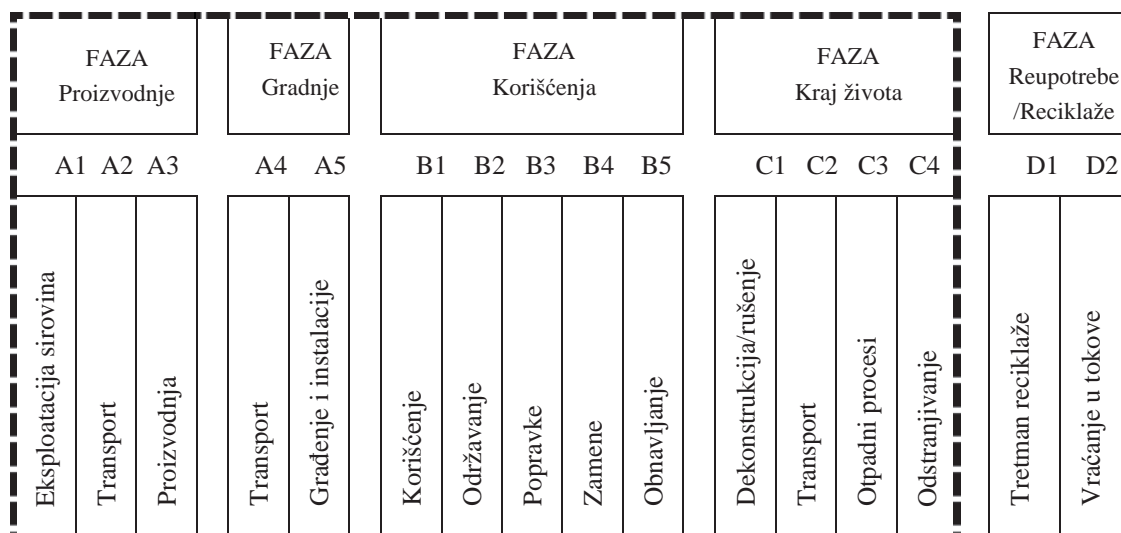 FAZA
Proizvodnje
FAZA
Gradnje
FAZA
Korišćenja
FAZA
Kraj života
FAZA
Reupotrebe
/Reciklaže
A1 A2 A3
A4 A5
B1 B2 B3 B4 B5
C1 C2 C3 C4
D1 D2
Eksploatacija sirovina
Transport
Proizvodnja
Transport
Građenje i instalacije
Korišćenje
Održavanje
Popravke
Zamene
Obnavljanje
Dekonstrukcija/rušenje
Transport
Otpadni procesi
Odstranjivanje
Tretman reciklaže
Vraćanje u tokove